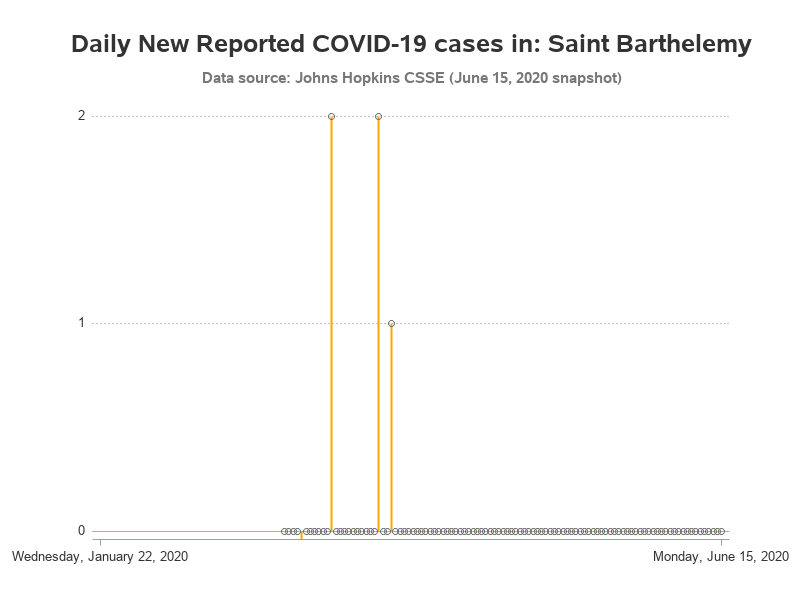 Daily New Reported COVID-19 cases in: Saint Barthelemy
Data source: Johns Hopkins CSSE (June 15, 2020 snapshot)
2
1
0
Wednesday, January 22, 2020
Monday, June 15, 2020